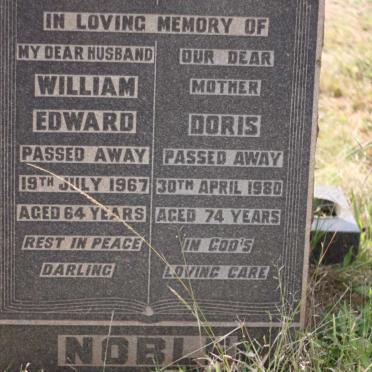 IN LOVING MEMORY OF
MY DEAR HUSBAND
WILLIAM
EDWARD
PASSED AWAY
19TH JULY 1967
AGED 64 YEARS
REST IN PEACE
DARLING
OUR DEAR
MOTHER
DORIS
PASSED AWAY
30TH APRIL 1980
AGED 74 YEARS
IN GOD'S
LOVING CARE
NOBLE